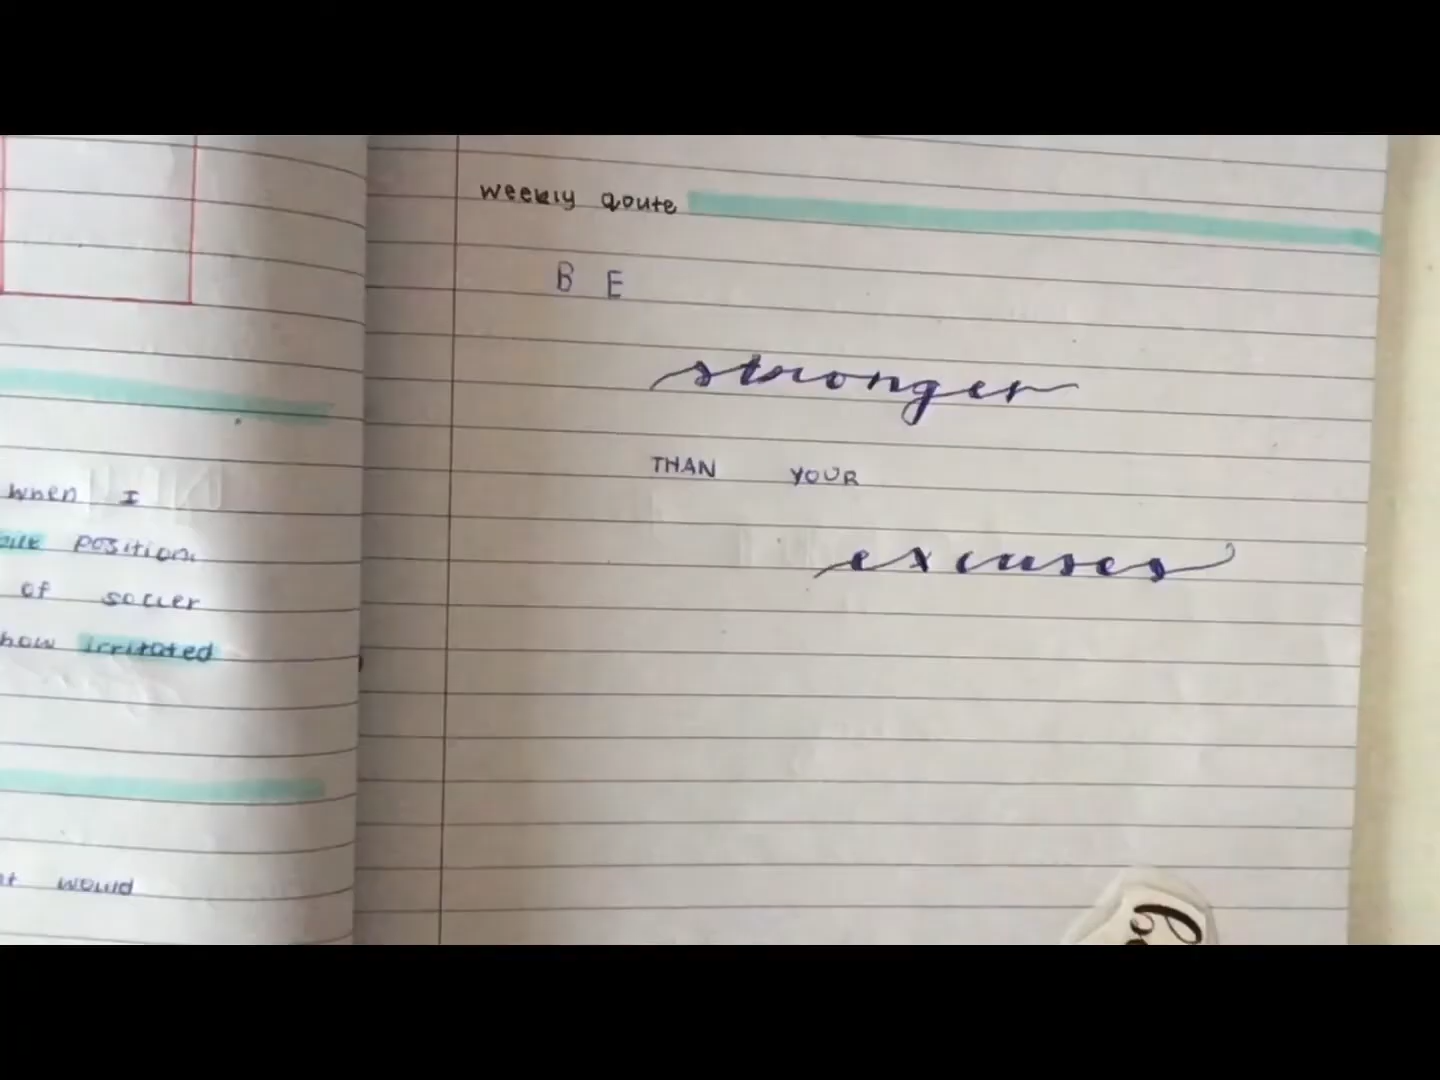 when I
position.
of soccer
how irritated
would
weekly qoute
B E
stronger
THAN YOUR
excuses